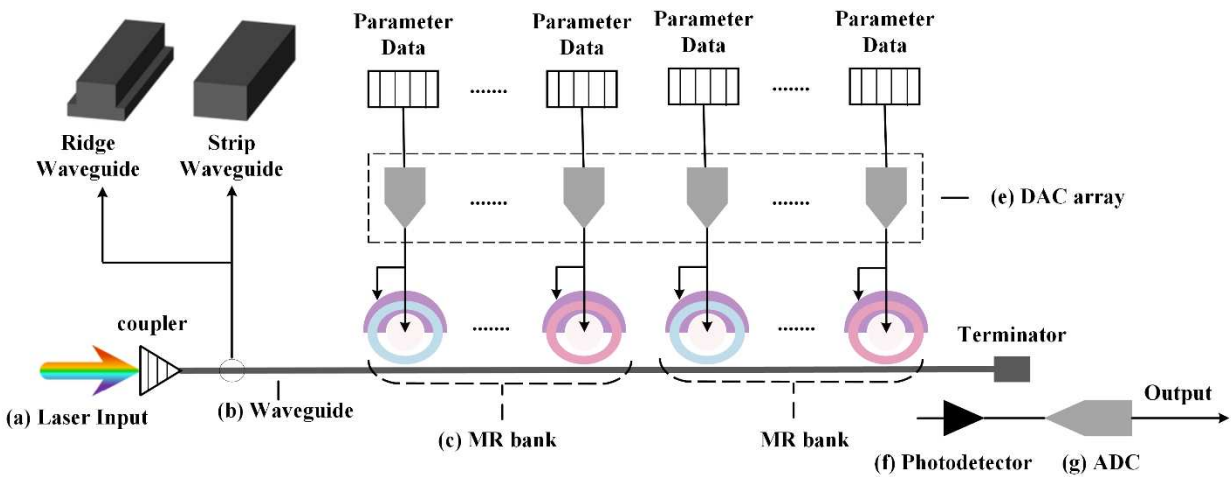 Parameter
Data
Parameter
Data
Parameter
Data
Parameter
Data
.......
.......
Ridge
Waveguide
Strip
Waveguide
.......
.......
(e) DAC array
coupler
.......
.......
Terminator
(a) Laser Input
(b) Waveguide
(c) MR bank
MR bank
Output
(f) Photodetector
(g) ADC